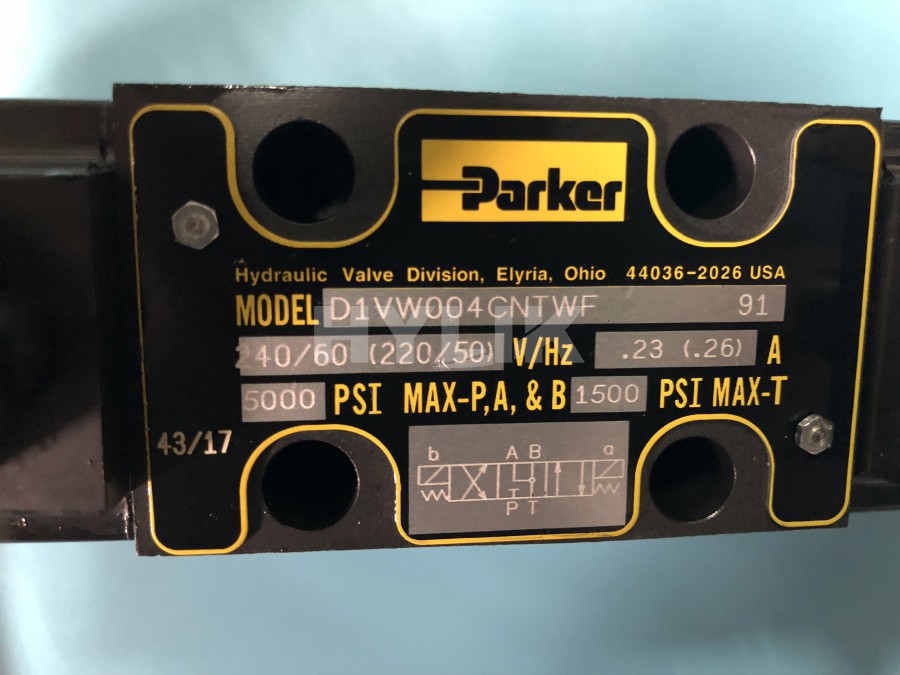 Parker
Hydraulic Valve Division, Elyria, Ohio 44036-2026 USA
MODEL D1VW004CNTWF 91
HYLIK
240/60 (220/50) V/Hz .23 (.26) A
5000 PSI MAX-P,A, & B 1500 PSI MAX-T
43/17
b A B a
T
P T